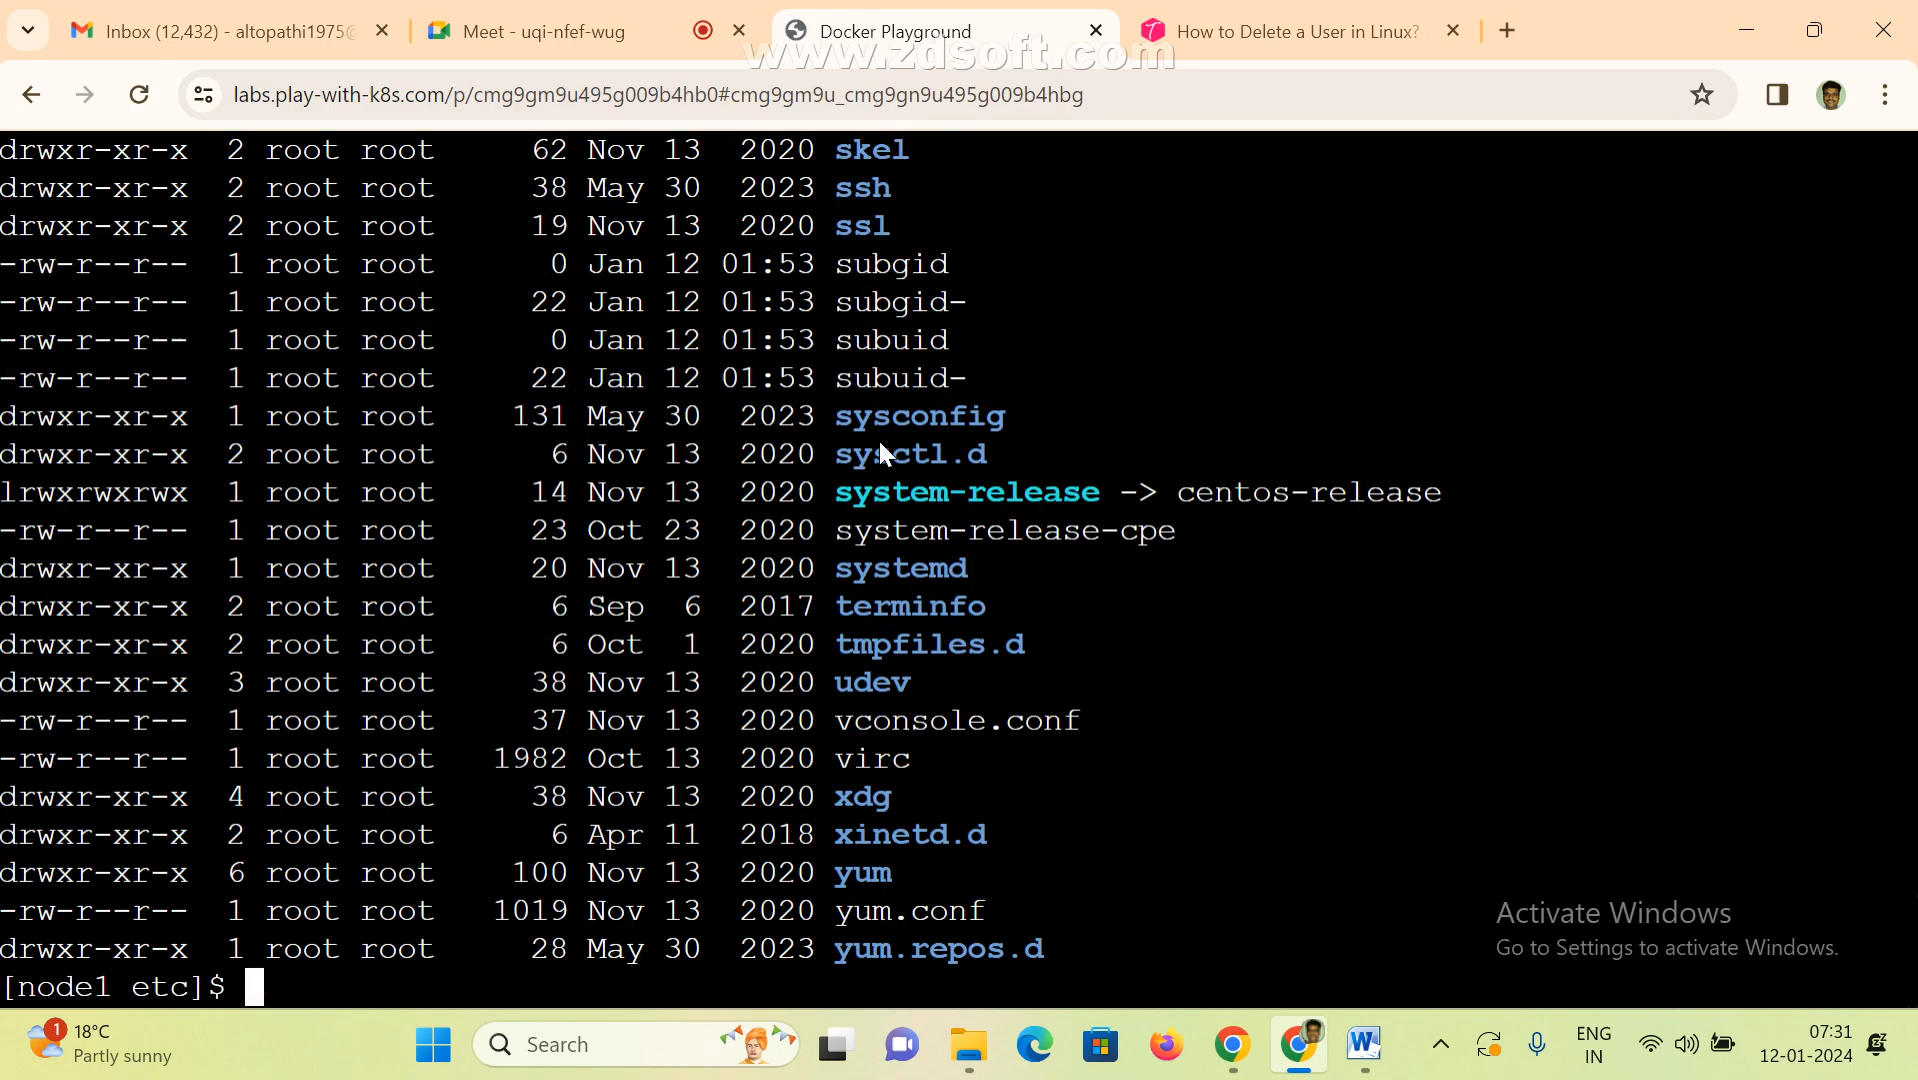 Inbox (12,432) - altopathi1975@
Meet - uqi-nfef-wug
Docker Playground
How to Delete a User in Linux?
www.zdsoft.com
labs.play-with-k8s.com/p/cmg9gm9u495g009b4hb0#cmg9gm9u_cmg9gn9u495g009b4hbg
drwxr-xr-x 2 root root 62 Nov 13 2020 skel
drwxr-xr-x 2 root root 38 May 30 2023 ssh
drwxr-xr-x 2 root root 19 Nov 13 2020 ssl
-rw-r--r-- 1 root root 0 Jan 12 01:53 subgid
-rw-r--r-- 1 root root 22 Jan 12 01:53 subgid-
-rw-r--r-- 1 root root 0 Jan 12 01:53 subuid
-rw-r--r-- 1 root root 22 Jan 12 01:53 subuid-
drwxr-xr-x 1 root root 131 May 30 2023 sysconfig
drwxr-xr-x 2 root root 6 Nov 13 2020 sysctl.d
lrwxrwxrwx 1 root root 14 Nov 13 2020 system-release -> centos-release
-rw-r--r-- 1 root root 23 Oct 23 2020 system-release-cpe
drwxr-xr-x 1 root root 20 Nov 13 2020 systemd
drwxr-xr-x 2 root root 6 Sep 6 2017 terminfo
drwxr-xr-x 2 root root 6 Oct 1 2020 tmpfiles.d
drwxr-xr-x 3 root root 38 Nov 13 2020 udev
-rw-r--r-- 1 root root 37 Nov 13 2020 vconsole.conf
-rw-r--r-- 1 root root 1982 Oct 13 2020 virc
drwxr-xr-x 4 root root 38 Nov 13 2020 xdg
drwxr-xr-x 2 root root 6 Apr 11 2018 xinetd.d
drwxr-xr-x 6 root root 100 Nov 13 2020 yum
-rw-r--r-- 1 root root 1019 Nov 13 2020 yum.conf
drwxr-xr-x 1 root root 28 May 30 2023 yum.repos.d
[node1 etc]$
Activate Windows
Go to Settings to activate Windows.
1
18°C
Partly sunny
Search
ENG
IN
07:31
12-01-2024